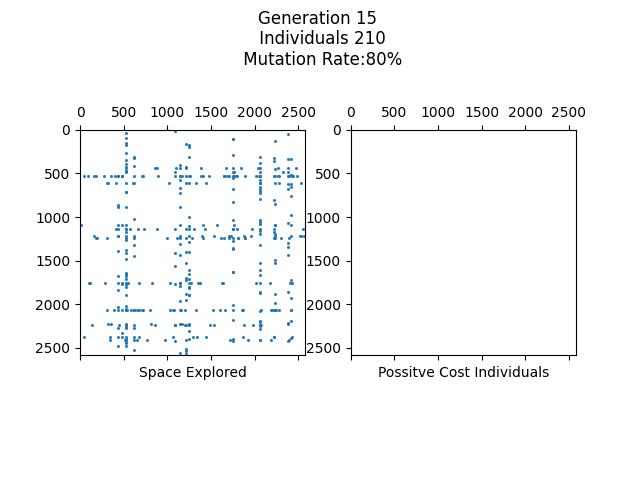 Generation 15
Individuals 210
Mutation Rate:80%
0 500 1000 1500 2000 2500
0
500
1000
1500
2000
2500
Space Explored
0 500 1000 1500 2000 2500
0
500
1000
1500
2000
2500
Possitve Cost Individuals